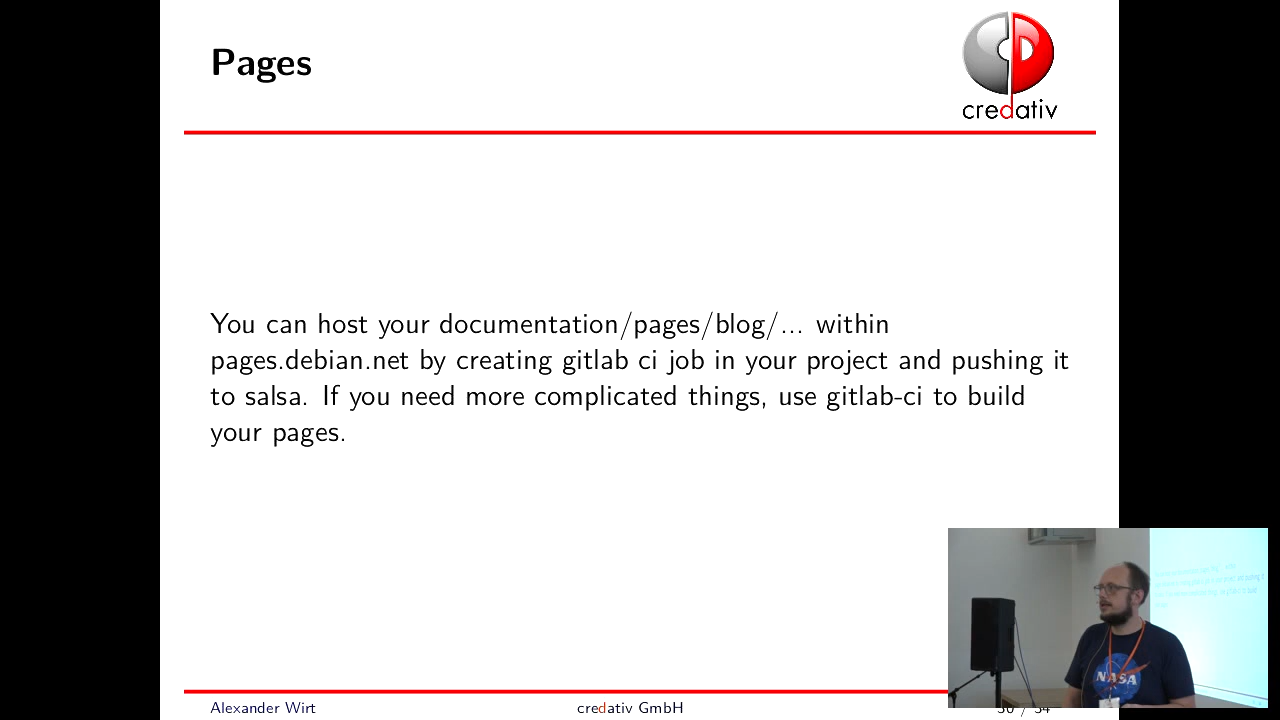 Pages
credativ
You can host your documentation/pages/blog/... within
pages.debian.net by creating gitlab ci job in your project and pushing it
to salsa. If you need more complicated things, use gitlab-ci to build
your pages.
NASA
Alexander Wirt
credativ GmbH